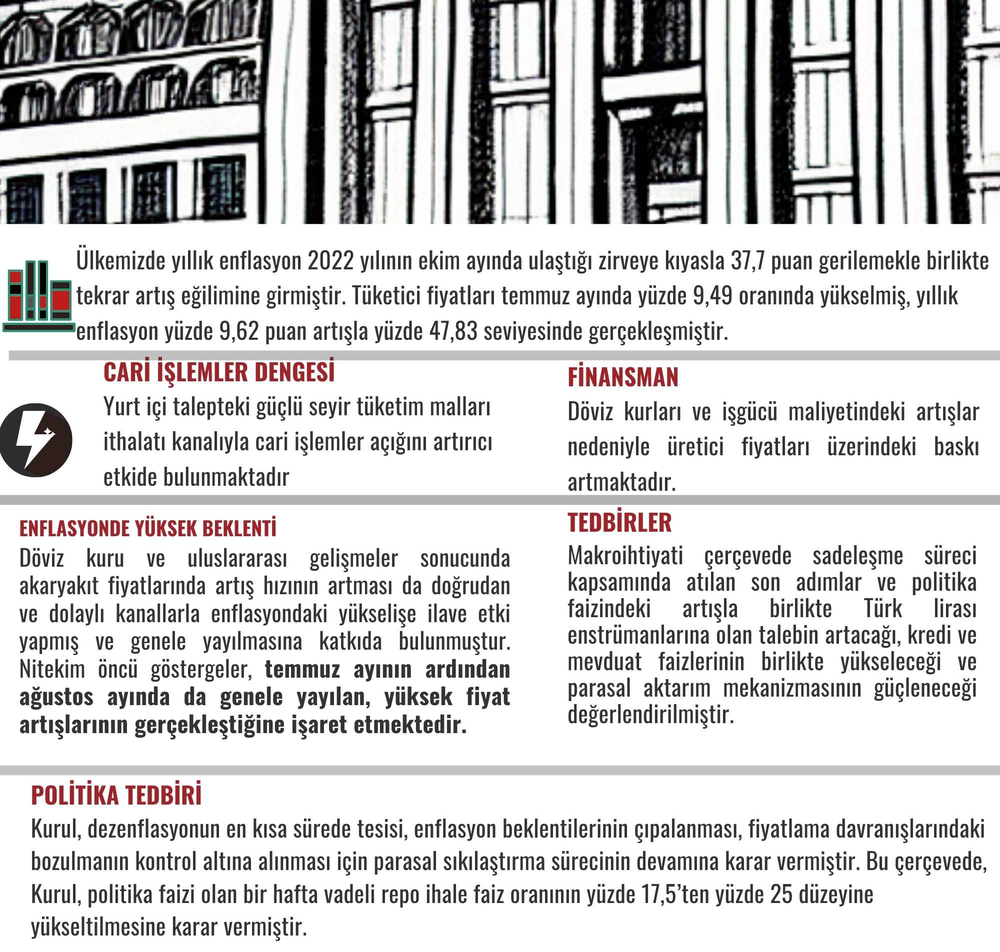 Ülkemizde yıllık enflasyon 2022 yılının ekim ayında ulaştığı zirveye kıyasla 37,7 puan gerilemekle birlikte
tekrar artış eğilimine girmiştir. Tüketici fiyatları temmuz ayında yüzde 9,49 oranında yükselmiş, yıllık
enflasyon yüzde 9,62 puan artışla yüzde 47,83 seviyesinde gerçekleşmiştir.
CARİ İŞLEMLER DENGESİ
Yurt içi talepteki güçlü seyir tüketim malları
ithalatı kanalıyla cari işlemler açığını artırıcı
etkide bulunmaktadır
FİNANSMAN
Döviz kurları ve işgücü maliyetindeki artışlar
nedeniyle üretici fiyatları üzerindeki baskı
artmaktadır.
ENFLASYONDE YÜKSEK BEKLENTİ
Döviz kuru ve uluslararası gelişmeler sonucunda
akaryakıt fiyatlarında artış hızının artması da doğrudan
ve dolaylı kanallarla enflasyondaki yükselişe ilave etki
yapmış ve genele yayılmasına katkıda bulunmuştur.
Nitekim öncü göstergeler, temmuz ayının ardından
ağustos ayında da genele yayılan, yüksek fiyat
artışlarının gerçekleştiğine işaret etmektedir.
TEDBİRLER
Makroihtiyati çerçevede sadeleşme süreci
kapsamında atılan son adımlar ve politika
faizindeki artışla birlikte Türk lirası
enstrümanlarına olan talebin artacağı, kredi ve
mevduat faizlerinin birlikte yükseleceği ve
parasal aktarım mekanizmasının güçleneceği
değerlendirilmiştir.
POLİTİKA TEDBİRİ
Kurul, dezenflasyonun en kısa sürede tesisi, enflasyon beklentilerinin çıpalanması, fiyatlama davranışlarındaki
bozulmanın kontrol altına alınması için parasal sıkılaştırma sürecinin devamına karar vermiştir. Bu çerçevede,
Kurul, politika faizi olan bir hafta vadeli repo ihale faiz oranının yüzde 17,5’ten yüzde 25 düzeyine
yükseltilmesine karar vermiştir.